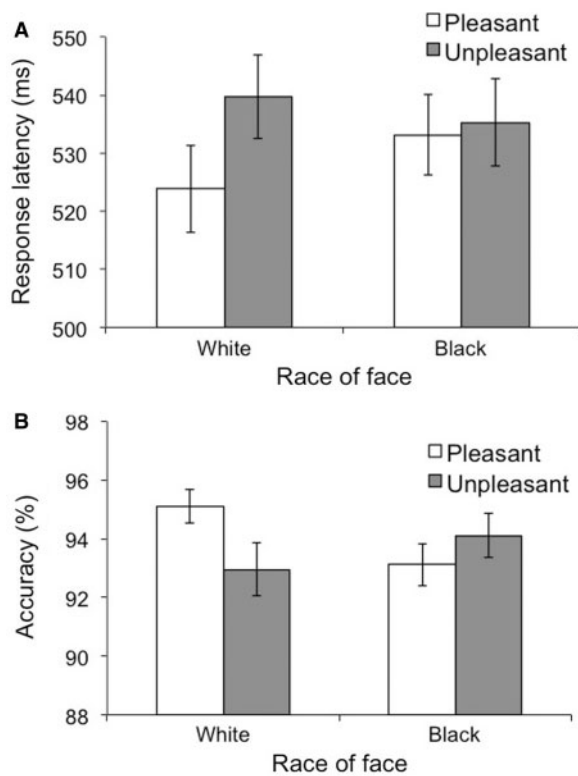 A
Response latency (ms)
550
540
530
520
510
500
Pleasant
Unpleasant
White
Black
Race of face
B
Accuracy (%)
98
96
94
92
90
88
Pleasant
Unpleasant
White
Black
Race of face